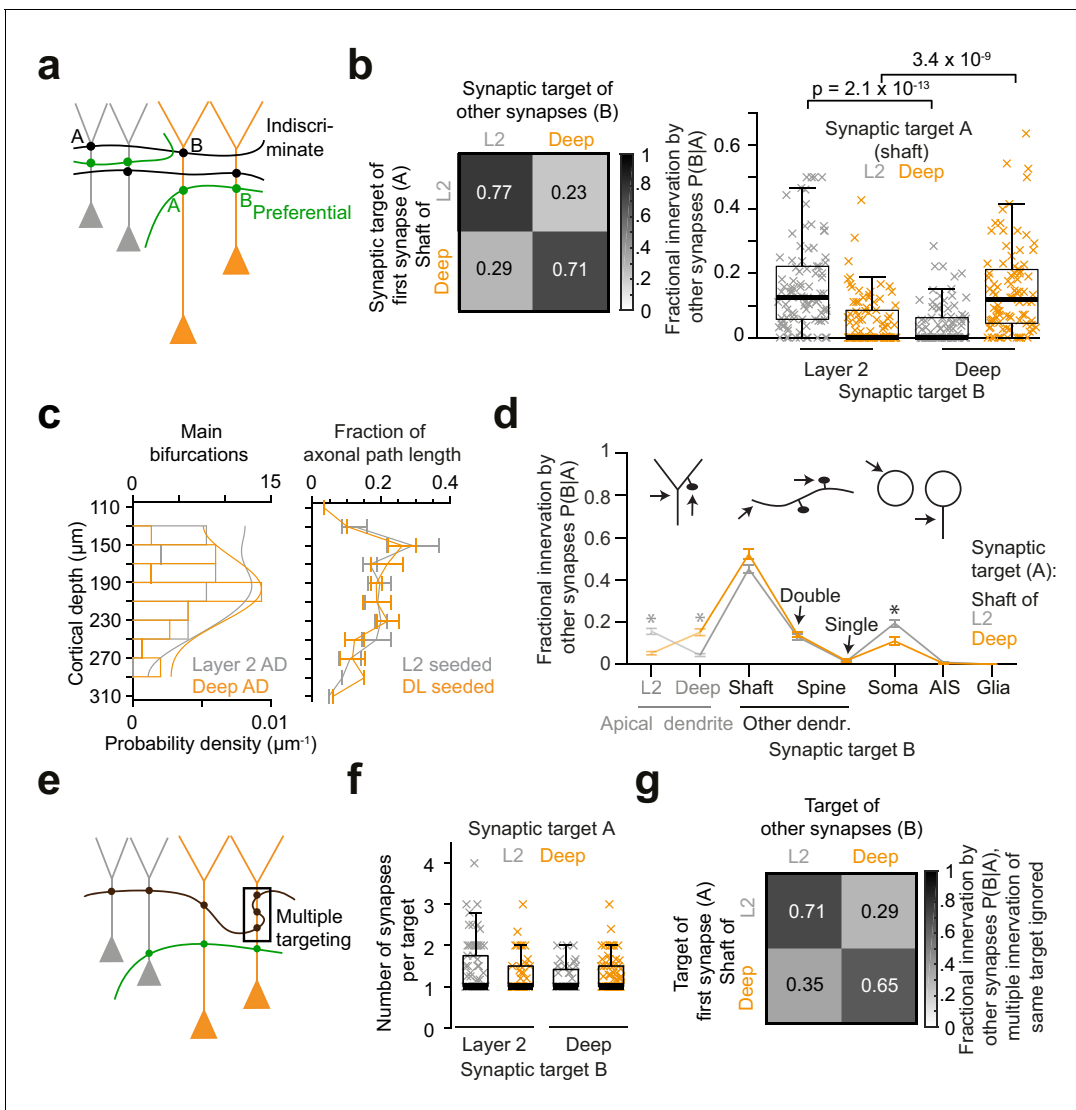 a
A
B
Indiscri-
minate
A
B
Preferential
b
Synaptic target of
other synapses (B)
L2 Deep
Synaptic target of
first synapse (A)
Shaft of
L2
Deep
0.77 0.23
0.29 0.71
1
.8
.6
.4
.2
0
3.4 x 10-9
p = 2.1 x 10-13
Synaptic target A
(shaft)
L2 Deep
Fractional innervation by
other synapses P(B|A)
0.6
0.4
0.2
0
Layer 2 Deep
Synaptic target B
c
Main
bifurcations
0 15
Cortical depth (µm)
110
150
190
230
270
310
Layer 2 AD
Deep AD
0 0.01
Probability density (µm-1)
Fraction of
axonal path length
0 0.2 0.4
L2 seeded
DL seeded
d
Fractional innervation by
other synapses P(B|A)
1
0.8
0.6
0.4
0.2
0
* *
Double
Single
*
Synaptic
target (A):
Shaft of
L2
Deep
L2 Deep Shaft Spine Soma AIS Glia
Apical dendrite Other dendr.
Synaptic target B
e
Multiple
targeting
f
Synaptic target A
L2 Deep
Number of synapses
per target
4
3
2
1
0
Layer 2 Deep
Synaptic target B
g
Target of
other synapses (B)
L2 Deep
Target of
first synapse (A)
Shaft of
L2
Deep
0.71 0.29
0.35 0.65
1
.8
.6
.4
.2
0
Fractional innervation by
other synapses P(B|A),
multiple innervation of
same target ignored